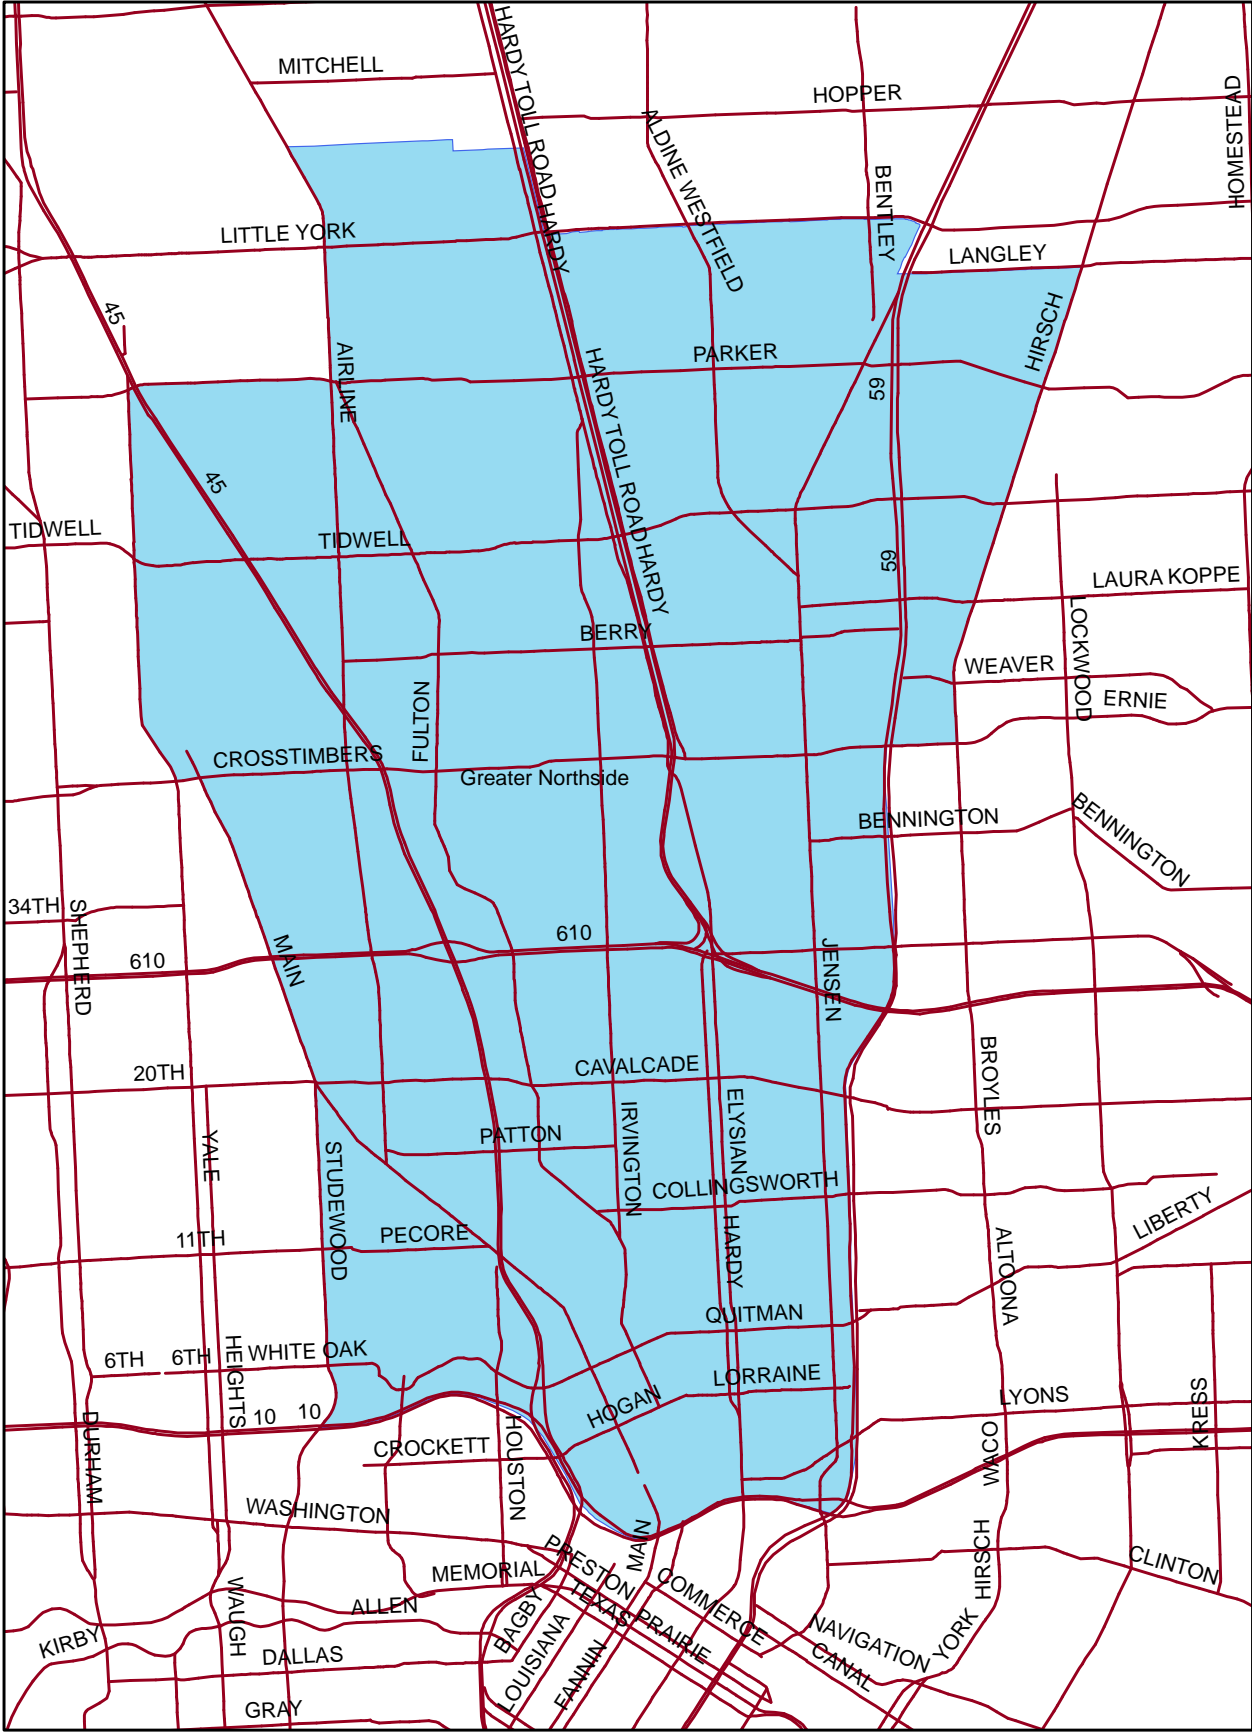 MITCHELL
HARDY TOLL ROAD
HARDY
HOPPER
HOMESTEAD
ALDINE WESTFIELD
BENTLEY
LITTLE YORK
LANGLEY
45
HIRSCH
AIRLINE
PARKER
HARDY TOLL ROAD
HARDY
59
45
TIDWELL
TIDWELL
59
LAURA KOPPE
LOCKWOOD
BERRY
WEAVER
FULTON
ERNIE
CROSSTIMBERS
Greater Northside
BENNINGTON
BENNINGTON
34TH
SHEPHERD
610
MAIN
610
JENSEN
20TH
CAVALCADE
BROYLES
YALE
STUDEWOOD
PATTON
IRVINGTON
ELYSIAN
COLLINGSWORTH
LIBERTY
11TH
PECORE
HARDY
ALTOONA
QUITMAN
6TH
6TH
HEIGHTS
WHITE OAK
LORRAINE
HOGAN
LYONS
KRESS
10
10
DURHAM
CROCKETT
HOUSTON
WACO
WASHINGTON
MAIN
HIRSCH
CLINTON
PRESTON
MEMORIAL
COMMERCE
TEXAS
PRAIRIE
WAUGH
ALLEN
BAGBY
NAVIGATION
YORK
KIRBY
DALLAS
LOUISIANA
FANNIN
CANAL
GRAY